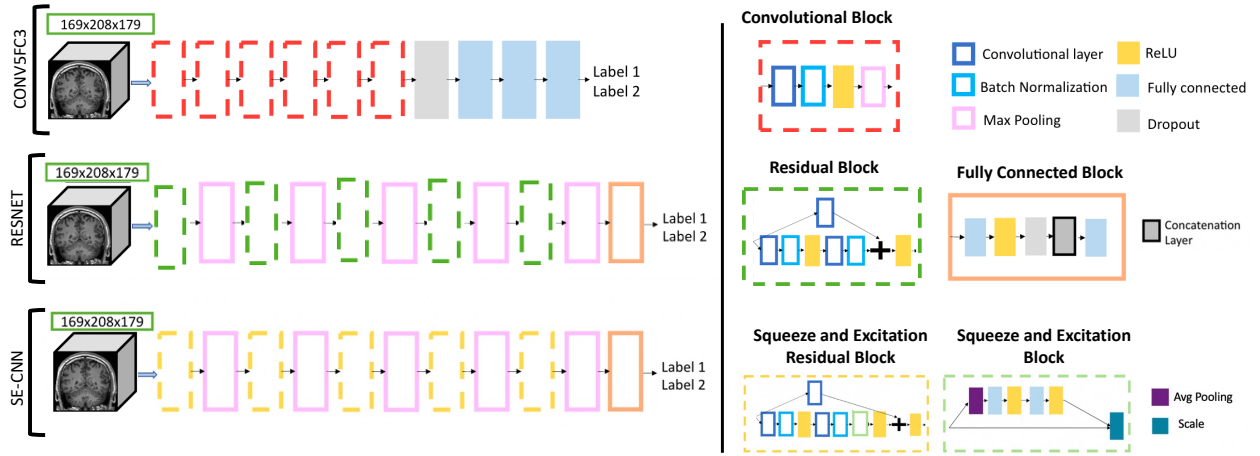 CONV5FC3
169x208x179
Label 1
Label 2
RESNET
169x208x179
Label 1
Label 2
SE-CNN
169x208x179
Label 1
Label 2
Convolutional Block
Convolutional layer
ReLU
Batch Normalization
Fully connected
Max Pooling
Dropout
Residual Block
Fully Connected Block
Concatenation
Layer
Squeeze and Excitation
Residual Block
Squeeze and Excitation
Block
Avg Pooling
Scale